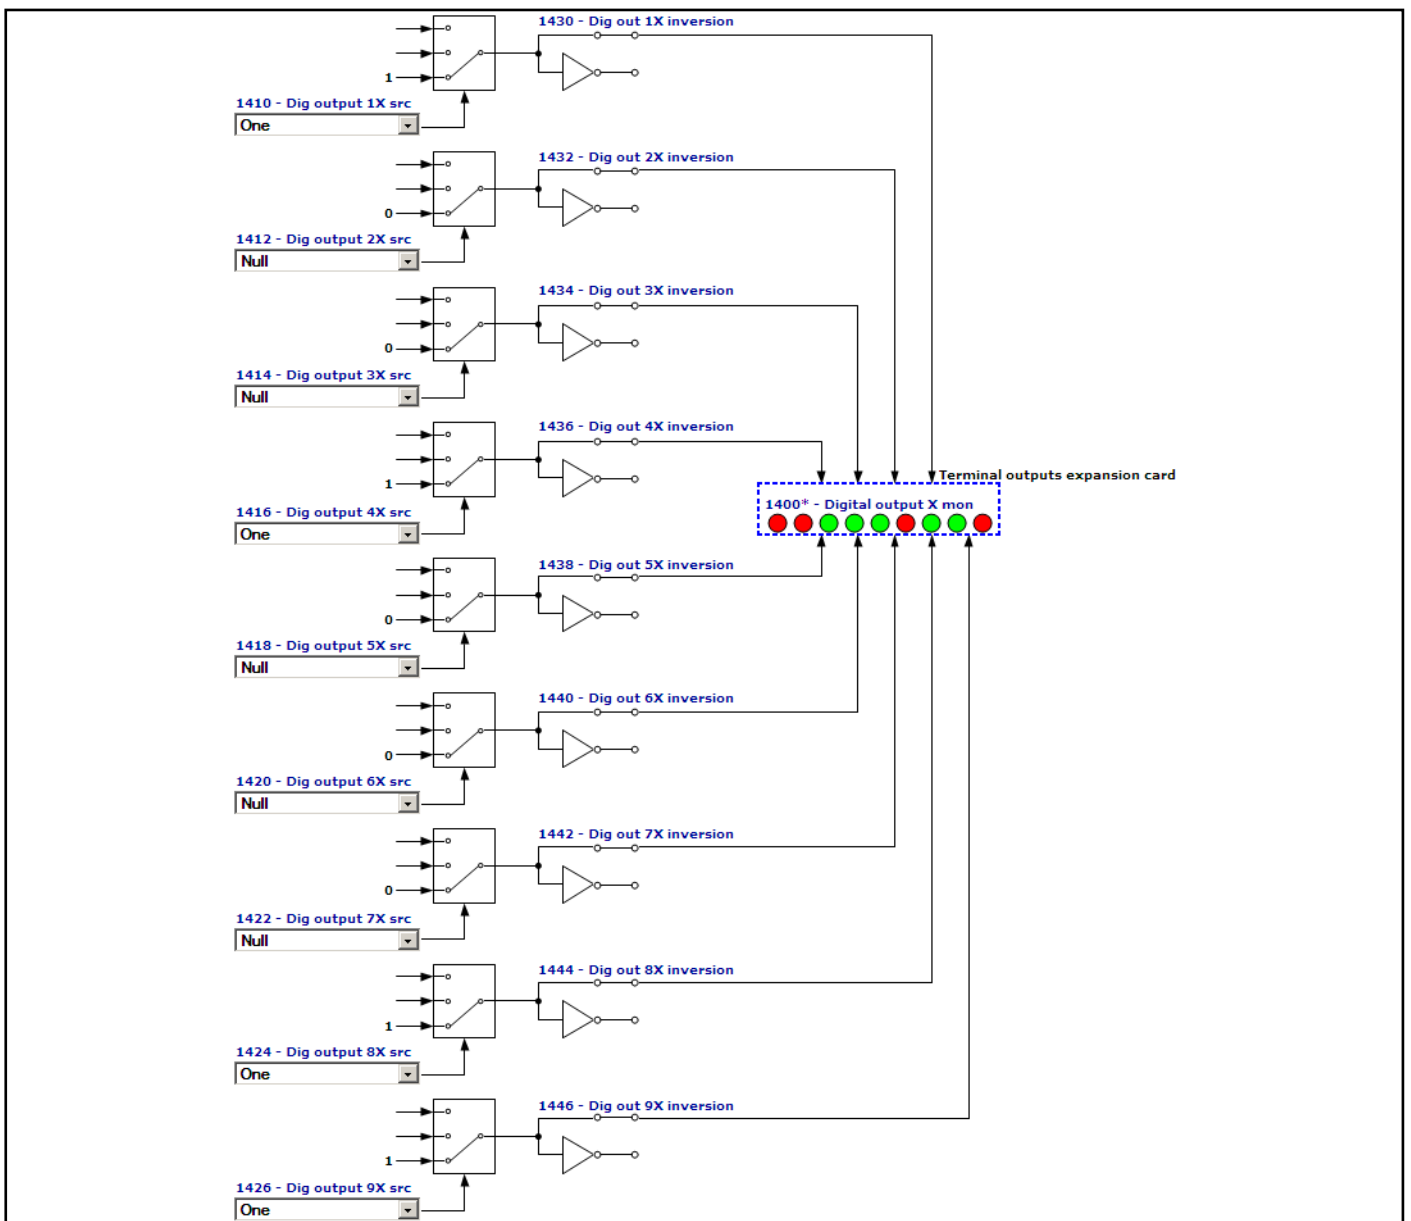 1430 - Dig out 1X inversion
1
1410 - Dig output 1X src
One
1432 - Dig out 2X inversion
0
1412 - Dig output 2X src
Null
1434 - Dig out 3X inversion
0
1414 - Dig output 3X src
Null
1436 - Dig out 4X inversion
1
1416 - Dig output 4X src
One
Terminal outputs expansion card
1400* - Digital output X mon
1438 - Dig out 5X inversion
0
1418 - Dig output 5X src
Null
1440 - Dig out 6X inversion
0
1420 - Dig output 6X src
Null
1442 - Dig out 7X inversion
0
1422 - Dig output 7X src
Null
1444 - Dig out 8X inversion
1
1424 - Dig output 8X src
One
1446 - Dig out 9X inversion
1
1426 - Dig output 9X src
One